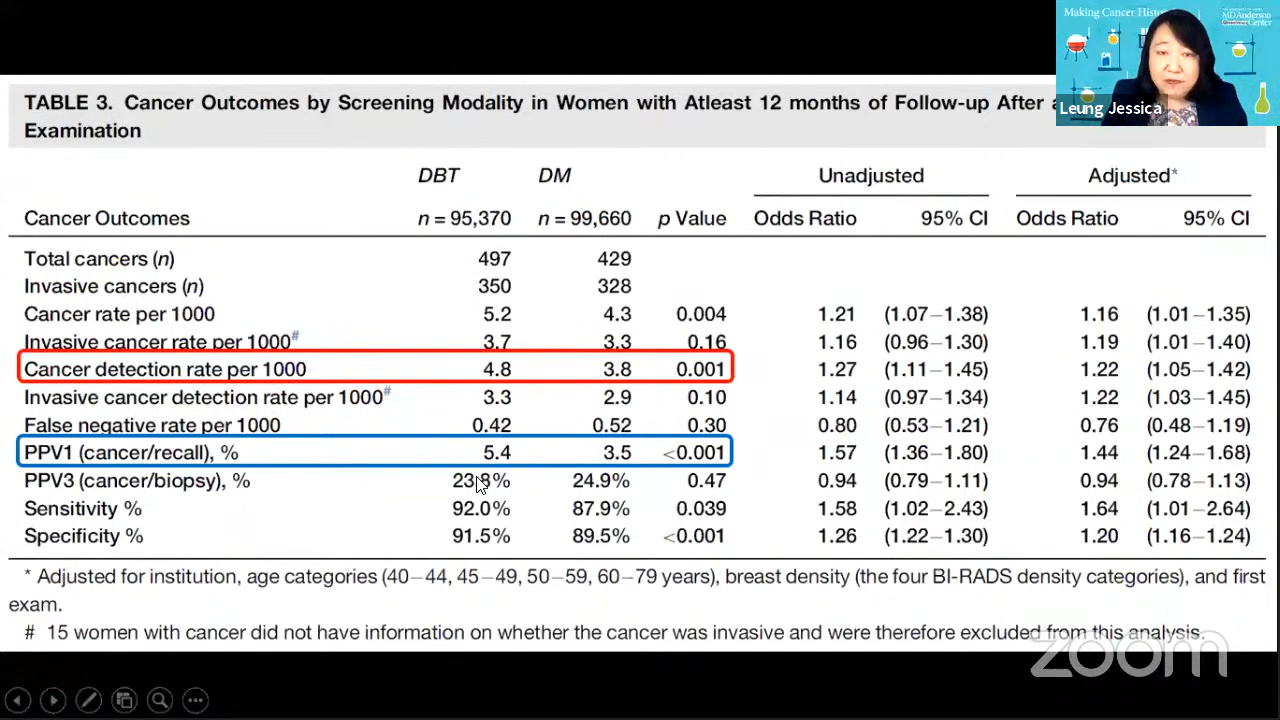 Making Cancer Histo
MD Anderson
Center
Leung Jessica
TABLE 3. Cancer Outcomes by Screening Modality in Women with Atleast 12 months of Follow-up After a
Examination
DBT DM Unadjusted Adjusted*
Cancer Outcomes n = 95,370 n = 99,660 p Value Odds Ratio 95% CI Odds Ratio 95% CI
Total cancers (n) 497 429
Invasive cancers (n) 350 328
Cancer rate per 1000 5.2 4.3 0.004 1.21 (1.07–1.38) 1.16 (1.01–1.35)
Invasive cancer rate per 1000# 3.7 3.3 0.16 1.16 (0.96–1.30) 1.19 (1.01–1.40)
Cancer detection rate per 1000 4.8 3.8 0.001 1.27 (1.11–1.45) 1.22 (1.05–1.42)
Invasive cancer detection rate per 1000# 3.3 2.9 0.10 1.14 (0.97–1.34) 1.22 (1.03–1.45)
False negative rate per 1000 0.42 0.52 0.30 0.80 (0.53–1.21) 0.76 (0.48–1.19)
PPV1 (cancer/recall), % 5.4 3.5 <0.001 1.57 (1.36–1.80) 1.44 (1.24–1.68)
PPV3 (cancer/biopsy), % 23.8% 24.9% 0.47 0.94 (0.79–1.11) 0.94 (0.78–1.13)
Sensitivity % 92.0% 87.9% 0.039 1.58 (1.02–2.43) 1.64 (1.01–2.64)
Specificity % 91.5% 89.5% <0.001 1.26 (1.22–1.30) 1.20 (1.16–1.24)
* Adjusted for institution, age categories (40–44, 45–49, 50–59, 60–79 years), breast density (the four BI-RADS density categories), and first
exam.
# 15 women with cancer did not have information on whether the cancer was invasive and were therefore excluded from this analysis.
zoom